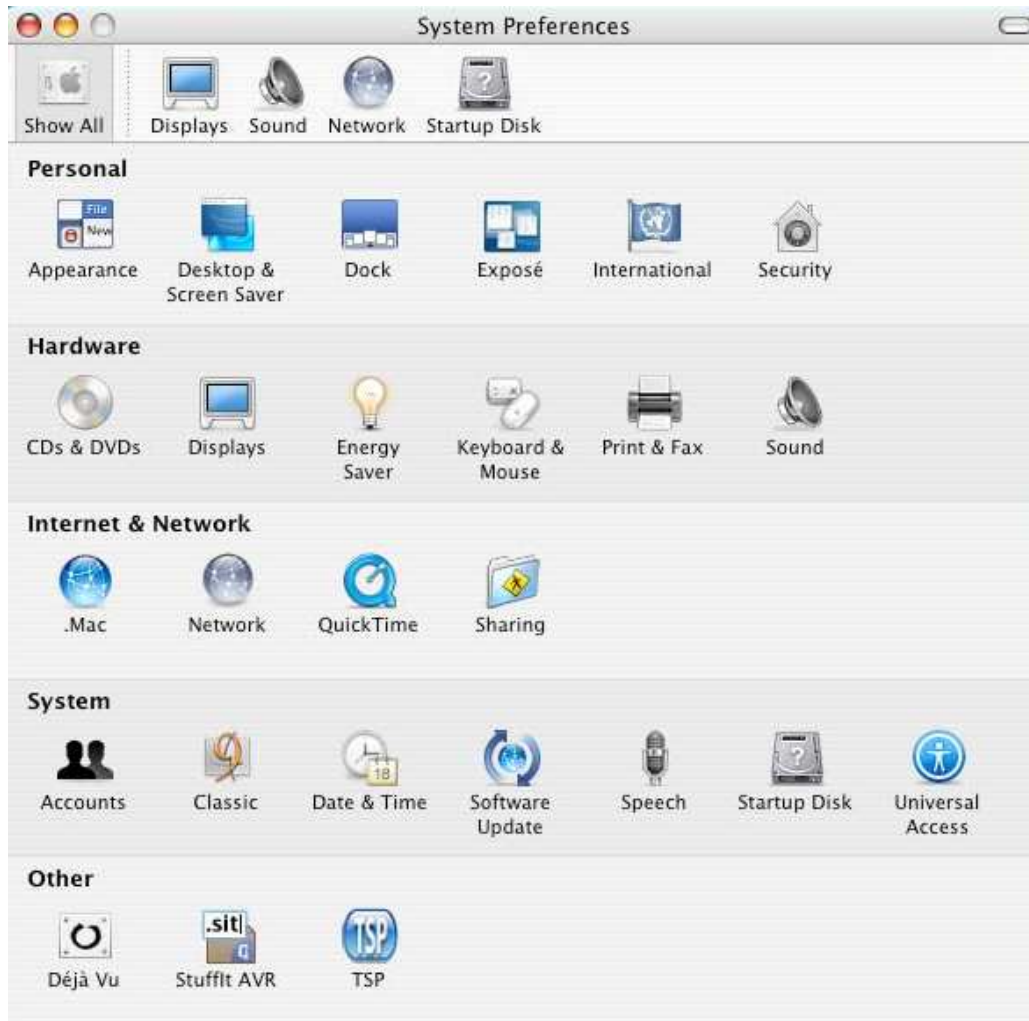 System Preferences
Show All Displays Sound Network Startup Disk
Personal
File
New
Appearance Desktop & Screen Saver Dock Exposé International Security
Hardware
CDs & DVDs Displays Energy Saver Keyboard & Mouse Print & Fax Sound
Internet & Network
.Mac Network QuickTime Sharing
System
18
Accounts Classic Date & Time Software Update Speech Startup Disk Universal Access
Other
.sit TSP
Déjà Vu StuffIt AVR TSP